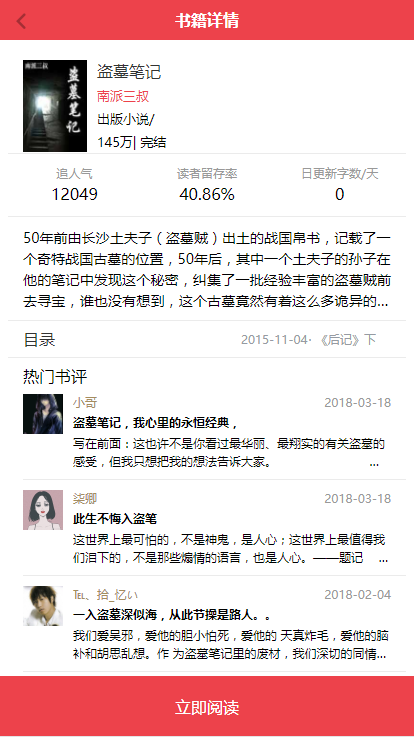 书籍详情
南派三叔
盗墓笔记
盗墓笔记
南派三叔
出版小说/
145万| 完结
追人气 读者留存率 日更新字数/天
12049 40.86% 0
50年前由长沙土夫子（盗墓贼）出土的战国帛书，记载了一
个奇特战国古墓的位置，50年后，其中一个土夫子的孙子在
他的笔记中发现这个秘密，纠集了一批经验丰富的盗墓贼前
去寻宝，谁也没有想到，这个古墓竟然有着这么多诡异的...
目录 2015-11-04· 《后记》下
热门书评
小哥 2018-03-18
盗墓笔记，我心里的永恒经典，
写在前面：这也许不是你看过最华丽、最翔实的有关盗墓的
感受，但我只想把我的想法告诉大家。 ...
柒卿 2018-03-18
此生不悔入盗笔
这世界上最可怕的，不是神鬼，是人心；这世界上最值得我
们泪下的，不是那些煽情的语言，也是人心。——题记 ...
℡、拾_忆い 2018-02-04
一入盗墓深似海，从此节操是路人。。
我们爱吴邪，爱他的胆小怕死，爱他的 天真炸毛，爱他的脑
补和胡思乱想。作 为盗墓笔记里的废材，我们深切的同情...
立即阅读